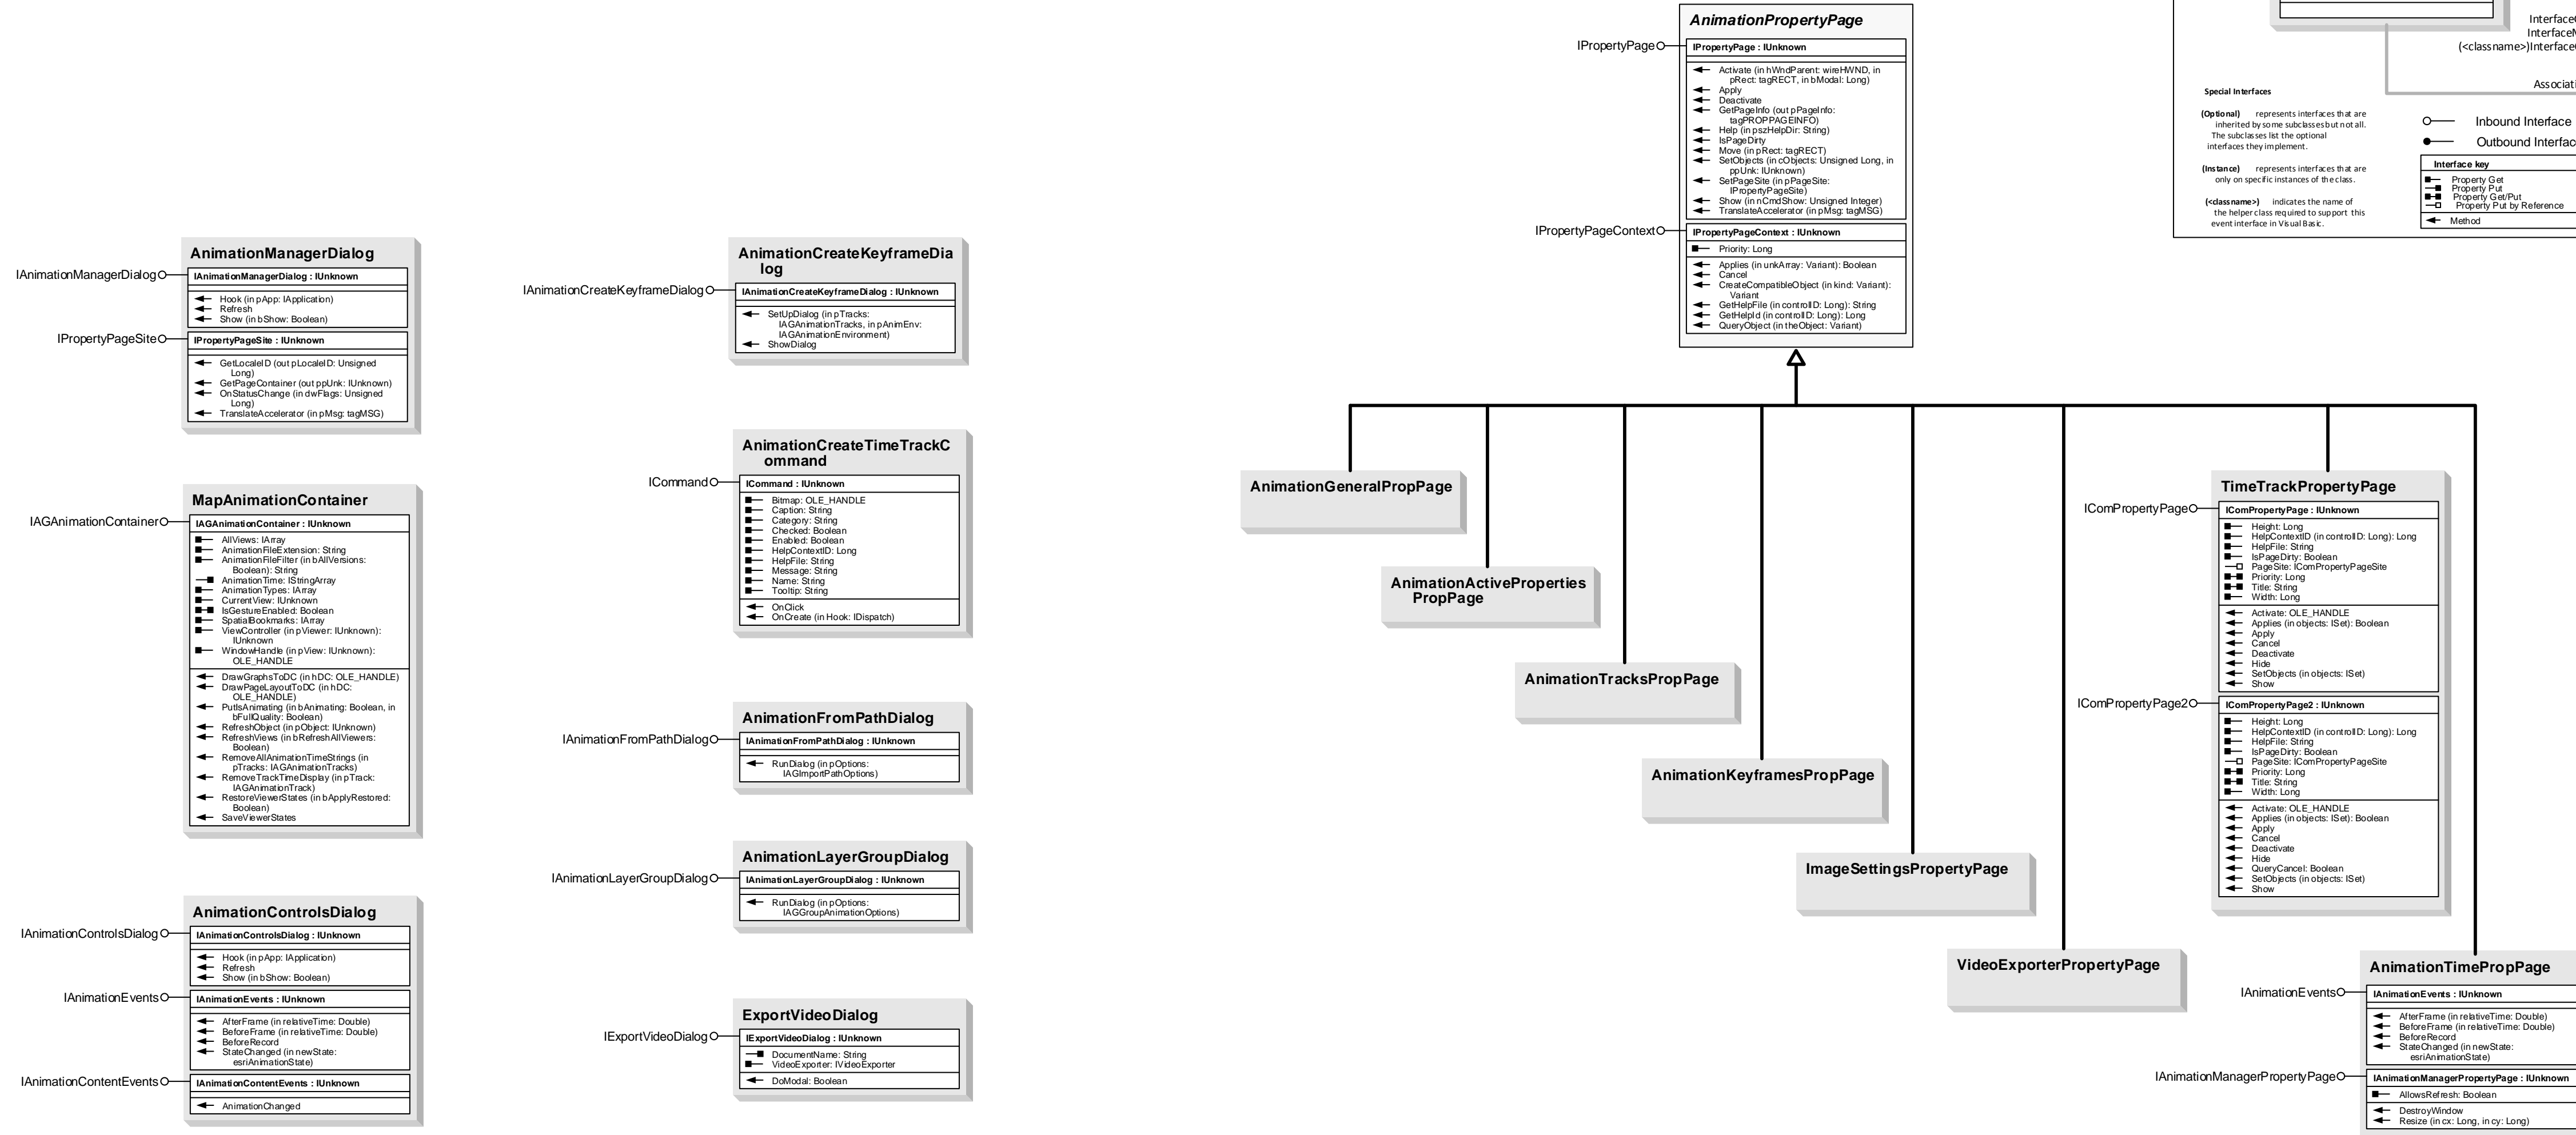 IAnimationManagerDialog
IPropertyPageSite
AnimationManagerDialog
IAnimationManagerDialog : IUnknown
Hook (in pApp: IApplication)
Refresh
Show (in bShow: Boolean)
IPropertyPageSite : IUnknown
GetLocaleID (out pLocaleID: Unsigned
Long)
GetPageContainer (out ppUnk: IUnknown)
OnStatusChange (in dwFlags: Unsigned
Long)
TranslateAccelerator (in pMsg: tagMSG)
IAGAnimationContainer
MapAnimationContainer
IAGAnimationContainer : IUnknown
AllViews: IArray
AnimationFileExtension: String
AnimationFileFilter (in bAllVersions:
Boolean): String
AnimationTime: IStringArray
AnimationTypes: IArray
CurrentView: IUnknown
IsGestureEnabled: Boolean
SpatialBookmarks: IArray
ViewController (in pViewer: IUnknown):
IUnknown
WindowHandle (in pView: IUnknown):
OLE_HANDLE
DrawGraphsToDC (in hDC: OLE_HANDLE)
DrawPageLayoutToDC (in hDC:
OLE_HANDLE)
PutIsAnimating (in bAnimating: Boolean, in
bFullQuality: Boolean)
RefreshObject (in pObject: IUnknown)
RefreshViews (in bRefreshAllViewers:
Boolean)
RemoveAllAnimationTimeStrings (in
pTracks: IAGAnimationTracks)
RemoveTrackTimeDisplay (in pTrack:
IAGAnimationTrack)
RestoreViewerStates (in bApplyRestored:
Boolean)
SaveViewerStates
IAnimationControlsDialog
IAnimationEvents
IAnimationContentEvents
AnimationControlsDialog
IAnimationControlsDialog : IUnknown
Hook (in pApp: IApplication)
Refresh
Show (in bShow: Boolean)
IAnimationEvents : IUnknown
AfterFrame (in relativeTime: Double)
BeforeFrame (in relativeTime: Double)
BeforeRecord
StateChanged (in newState:
esriAnimationState)
IAnimationContentEvents : IUnknown
AnimationChanged
IAnimationCreateKeyframeDialog
AnimationCreateKeyframeDia
log
IAnimationCreateKeyframeDialog : IUnknown
SetUpDialog (in pTracks:
IAGAnimationTracks, in pAnimEnv:
IAGAnimationEnvironment)
ShowDialog
ICommand
AnimationCreateTimeTrackC
ommand
ICommand : IUnknown
Bitmap: OLE_HANDLE
Caption: String
Category: String
Checked: Boolean
Enabled: Boolean
HelpContextID: Long
HelpFile: String
Message: String
Name: String
Tooltip: String
OnClick
OnCreate (in Hook: IDispatch)
IAnimationFromPathDialog
AnimationFromPathDialog
IAnimationFromPathDialog : IUnknown
RunDialog (in pOptions:
IAGImportPathOptions)
IAnimationLayerGroupDialog
AnimationLayerGroupDialog
IAnimationLayerGroupDialog : IUnknown
RunDialog (in pOptions:
IAGGroupAnimationOptions)
IExportVideoDialog
ExportVideoDialog
IExportVideoDialog : IUnknown
DocumentName: String
VideoExporter: IVideoExporter
DoModal: Boolean
IPropertyPage
IPropertyPageContext
AnimationPropertyPage
IPropertyPage : IUnknown
Activate (in hWndParent: wireHWND, in
pRect: tagRECT, in bModal: Long)
Apply
Deactivate
GetPageInfo (out pPageInfo:
tagPROPPAGEINFO)
Help (in pszHelpDir: String)
IsPageDirty
Move (in pRect: tagRECT)
SetObjects (in cObjects: Unsigned Long, in
ppUnk: IUnknown)
SetPageSite (in pPageSite:
IPropertyPageSite)
Show (in nCmdShow: Unsigned Integer)
TranslateAccelerator (in pMsg: tagMSG)
IPropertyPageContext : IUnknown
Priority: Long
Applies (in unkArray: Variant): Boolean
Cancel
CreateCompatibleObject (in kind: Variant):
Variant
GetHelpFile (in controlID: Long): String
GetHelpId (in controlID: Long): Long
QueryObject (in theObject: Variant)
AnimationGeneralPropPage
AnimationActiveProperties
PropPage
AnimationTracksPropPage
AnimationKeyframesPropPage
ImageSettingsPropertyPage
VideoExporterPropertyPage
IComPropertyPage
IComPropertyPage2
TimeTrackPropertyPage
IComPropertyPage : IUnknown
Height: Long
HelpContextID (in controlID: Long): Long
HelpFile: String
IsPageDirty: Boolean
PageSite: IComPropertyPageSite
Priority: Long
Title: String
Width: Long
Activate: OLE_HANDLE
Applies (in objects: ISet): Boolean
Apply
Cancel
Deactivate
Hide
SetObjects (in objects: ISet)
Show
IComPropertyPage2 : IUnknown
Height: Long
HelpContextID (in controlID: Long): Long
HelpFile: String
IsPageDirty: Boolean
PageSite: IComPropertyPageSite
Priority: Long
Title: String
Width: Long
Activate: OLE_HANDLE
Applies (in objects: ISet): Boolean
Apply
Cancel
Deactivate
Hide
QueryCancel: Boolean
SetObjects (in objects: ISet)
Show
IAnimationEvents
IAnimationManagerPropertyPage
AnimationTimePropPage
IAnimationEvents : IUnknown
AfterFrame (in relativeTime: Double)
BeforeFrame (in relativeTime: Double)
BeforeRecord
StateChanged (in newState:
esriAnimationState)
IAnimationManagerPropertyPage : IUnknown
AllowsRefresh: Boolean
DestroyWindow
Resize (in cx: Long, in cy: Long)
Special Interfaces
(Optional) represents interfaces that are
inherited by some subclasses but not all.
The subclasses list the optional
interfaces they implement.
(Instance) represents interfaces that are
only on specific instances of the class.
(<classname>) indicates the name of
the helper class required to support this
event interface in Visual Basic.
(<classname>)Interface
Inbound Interface
Interface key
Property Get
Property Put
Property Get/Put
Property Put by Reference
Method